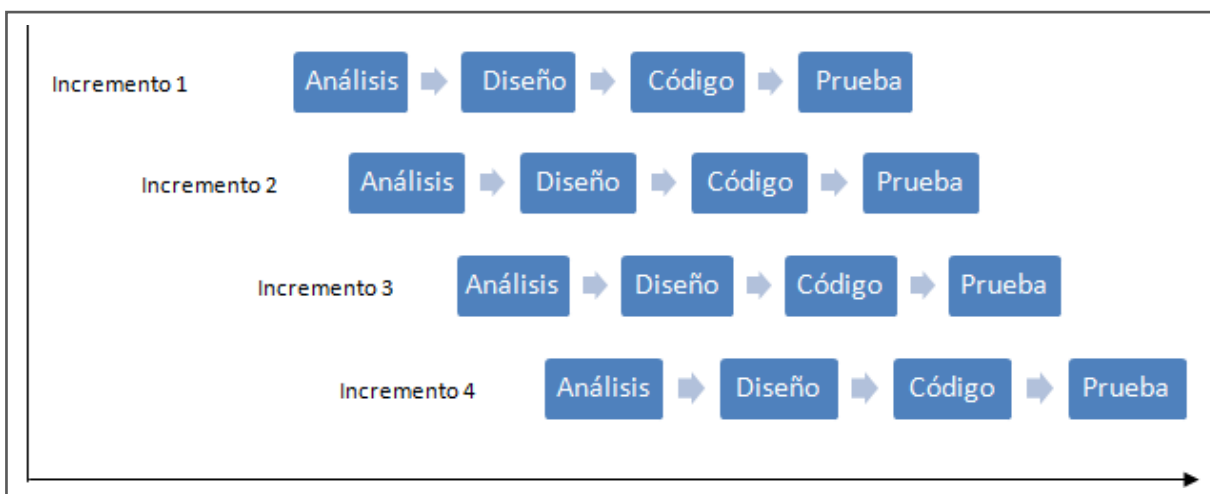 Incremento 1 Análisis Diseño Código Prueba
Incremento 2 Análisis Diseño Código Prueba
Incremento 3 Análisis Diseño Código Prueba
Incremento 4 Análisis Diseño Código Prueba